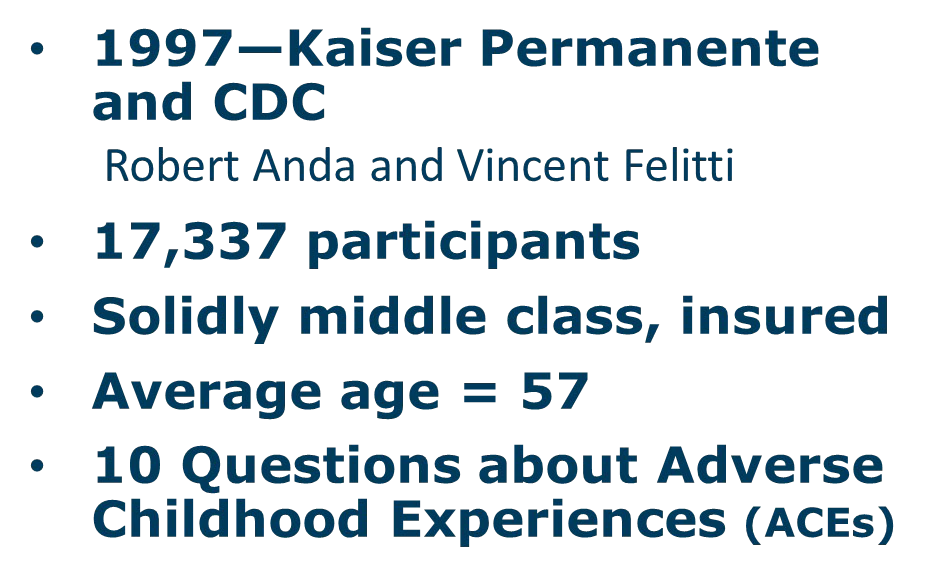 • 1997—Kaiser Permanente
and CDC
Robert Anda and Vincent Felitti
• 17,337 participants
• Solidly middle class, insured
• Average age = 57
• 10 Questions about Adverse
Childhood Experiences (ACEs)